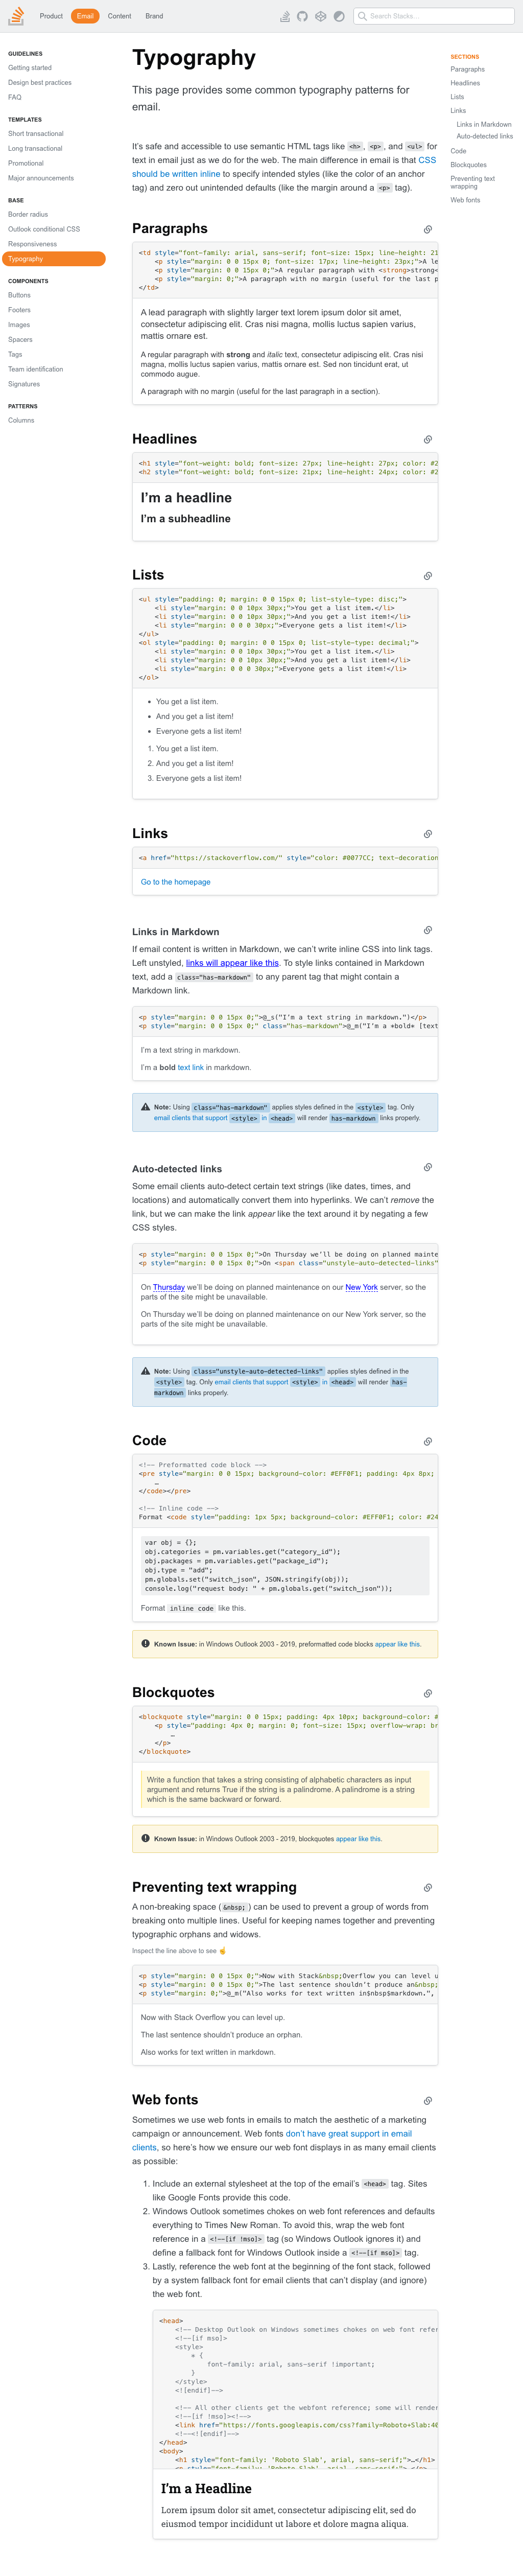 Product Email Content Brand
Search Stacks…
GUIDELINES
Getting started
Design best practices
FAQ
TEMPLATES
Short transactional
Long transactional
Promotional
Major announcements
BASE
Border radius
Outlook conditional CSS
Responsiveness
Typography
COMPONENTS
Buttons
Footers
Images
Spacers
Tags
Team identification
Signatures
PATTERNS
Columns
Typography
This page provides some common typography patterns for
email.
It’s safe and accessible to use semantic HTML tags like <h>, <p>, and <ul> for
text in email just as we do for the web. The main difference in email is that CSS
should be written inline to specify intended styles (like the color of an anchor
tag) and zero out unintended defaults (like the margin around a <p> tag).
Paragraphs
<td style="font-family: arial, sans-serif; font-size: 15px; line-height: 21
<p style="margin: 0 0 15px 0; font-size: 17px; line-height: 23px;">A le
<p style="margin: 0 0 15px 0;">A regular paragraph with <strong>strong<
<p style="margin: 0;">A paragraph with no margin (useful for the last p
</td>
A lead paragraph with slightly larger text lorem ipsum dolor sit amet,
consectetur adipiscing elit. Cras nisi magna, mollis luctus sapien varius,
mattis ornare est.
A regular paragraph with strong and italic text, consectetur adipiscing elit. Cras nisi
magna, mollis luctus sapien varius, mattis ornare est. Sed non tincidunt erat, ut
commodo augue.
A paragraph with no margin (useful for the last paragraph in a section).
Headlines
<h1 style="font-weight: bold; font-size: 27px; line-height: 27px; color: #2
<h2 style="font-weight: bold; font-size: 21px; line-height: 24px; color: #2
I’m a headline
I’m a subheadline
Lists
<ul style="padding: 0; margin: 0 0 15px 0; list-style-type: disc;">
<li style="margin: 0 0 10px 30px;">You get a list item.</li>
<li style="margin: 0 0 10px 30px;">And you get a list item!</li>
<li style="margin: 0 0 0 30px;">Everyone gets a list item!</li>
</ul>
<ol style="padding: 0; margin: 0 0 15px 0; list-style-type: decimal;">
<li style="margin: 0 0 10px 30px;">You get a list item.</li>
<li style="margin: 0 0 10px 30px;">And you get a list item!</li>
<li style="margin: 0 0 0 30px;">Everyone gets a list item!</li>
</ol>
• You get a list item.
• And you get a list item!
• Everyone gets a list item!
1. You get a list item.
2. And you get a list item!
3. Everyone gets a list item!
Links
<a href="https://stackoverflow.com/" style="color: #0077CC; text-decoration
Go to the homepage
Links in Markdown
If email content is written in Markdown, we can’t write inline CSS into link tags.
Left unstyled, links will appear like this. To style links contained in Markdown
text, add a class="has-markdown" to any parent tag that might contain a
Markdown link.
<p style="margin: 0 0 15px 0;">@_s("I’m a text string in markdown.")</p>
<p style="margin: 0 0 15px 0;" class="has-markdown">@_m("I’m a *bold* [text
I’m a text string in markdown.
I’m a bold text link in markdown.
Note: Using class="has-markdown" applies styles defined in the <style> tag. Only
email clients that support <style> in <head> will render has-markdown links properly.
Auto-detected links
Some email clients auto-detect certain text strings (like dates, times, and
locations) and automatically convert them into hyperlinks. We can’t remove the
link, but we can make the link appear like the text around it by negating a few
CSS styles.
<p style="margin: 0 0 15px 0;">On Thursday we’ll be doing on planned mainte
<p style="margin: 0 0 15px 0;">On <span class="unstyle-auto-detected-links"
On Thursday we’ll be doing on planned maintenance on our New York server, so the
parts of the site might be unavailable.
On Thursday we’ll be doing on planned maintenance on our New York server, so the
parts of the site might be unavailable.
Note: Using class="unstyle-auto-detected-links" applies styles defined in the
<style> tag. Only email clients that support <style> in <head> will render has-
markdown links properly.
Code
<!-- Preformatted code block -->
<pre style="margin: 0 0 15px; background-color: #EFF0F1; padding: 4px 8px;
…
</code></pre>
<!-- Inline code -->
Format <code style="padding: 1px 5px; background-color: #EFF0F1; color: #24
var obj = {};
obj.categories = pm.variables.get("category_id");
obj.packages = pm.variables.get("package_id");
obj.type = "add";
pm.globals.set("switch_json", JSON.stringify(obj));
console.log("request body: " + pm.globals.get("switch_json"));
Format inline code like this.
Known Issue: in Windows Outlook 2003 - 2019, preformatted code blocks appear like this.
Blockquotes
<blockquote style="margin: 0 0 15px; padding: 4px 10px; background-color: #
<p style="padding: 4px 0; margin: 0; font-size: 15px; overflow-wrap: br
…
</p>
</blockquote>
Write a function that takes a string consisting of alphabetic characters as input
argument and returns True if the string is a palindrome. A palindrome is a string
which is the same backward or forward.
Known Issue: in Windows Outlook 2003 - 2019, blockquotes appear like this.
Preventing text wrapping
A non-breaking space (&nbsp;) can be used to prevent a group of words from
breaking onto multiple lines. Useful for keeping names together and preventing
typographic orphans and widows.
Inspect the line above to see ☝
<p style="margin: 0 0 15px 0;">Now with Stack&nbsp;Overflow you can level u
<p style="margin: 0 0 15px 0;">The last sentence shouldn’t produce an&nbsp;
<p style="margin: 0;">@_m("Also works for text written in$nbsp$markdown.",
Now with Stack Overflow you can level up.
The last sentence shouldn’t produce an orphan.
Also works for text written in markdown.
Web fonts
Sometimes we use web fonts in emails to match the aesthetic of a marketing
campaign or announcement. Web fonts don’t have great support in email
clients, so here’s how we ensure our web font displays in as many email clients
as possible:
1. Include an external stylesheet at the top of the email’s <head> tag. Sites
like Google Fonts provide this code.
2. Windows Outlook sometimes chokes on web font references and defaults
everything to Times New Roman. To avoid this, wrap the web font
reference in a <!--[if !mso]> tag (so Windows Outlook ignores it) and
define a fallback font for Windows Outlook inside a <!--[if mso]> tag.
3. Lastly, reference the web font at the beginning of the font stack, followed
by a system fallback font for email clients that can’t display (and ignore)
the web font.
<head>
<!-- Desktop Outlook on Windows sometimes chokes on web font refer
<!--[if mso]>
<style>
* {
font-family: arial, sans-serif !important;
}
</style>
<![endif]-->
<!-- All other clients get the webfont reference; some will render
<!--[if !mso]><!-->
<link href="https://fonts.googleapis.com/css?family=Roboto+Slab:40
<!--<![endif]-->
</head>
<body>
<h1 style="font-family: 'Roboto Slab', arial, sans-serif;">…</h1>
<p style="font-family: 'Roboto Slab', arial, sans-serif;">…</p>
I’m a Headline
Lorem ipsum dolor sit amet, consectetur adipiscing elit, sed do
eiusmod tempor incididunt ut labore et dolore magna aliqua.
SECTIONS
Paragraphs
Headlines
Lists
Links
Links in Markdown
Auto-detected links
Code
Blockquotes
Preventing text
wrapping
Web fonts